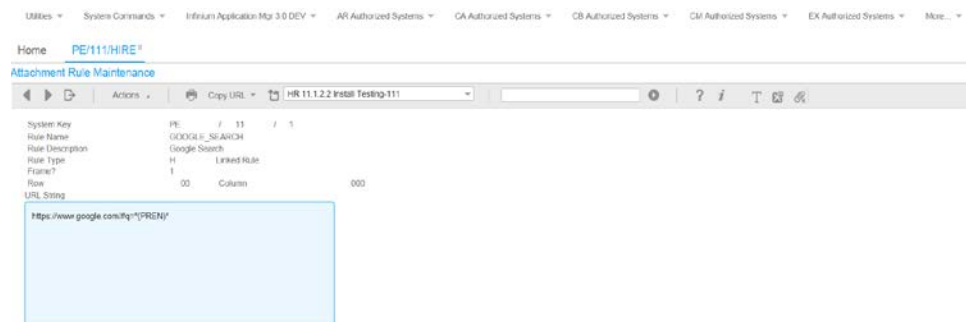 Utilities System Commands Infinium Application Mgr 3.0 DEV AR Authorized Systems CA Authorized Systems CB Authorized Systems CM Authorized Systems EX Authorized Systems More...
Home PE/111/HIRE
Attachment Rule Maintenance
Actions Copy URL HR 11.1.2.2 Install Testing-111 ? i T
System Key PE / 11 / 1
Rule Name GOOGLE_SEARCH
Rule Description Google Search
Rule Type H Linked Rule
Frame? 1
Row 00 Column 000
URL String
https://www.google.com/#q=*(PREN)*